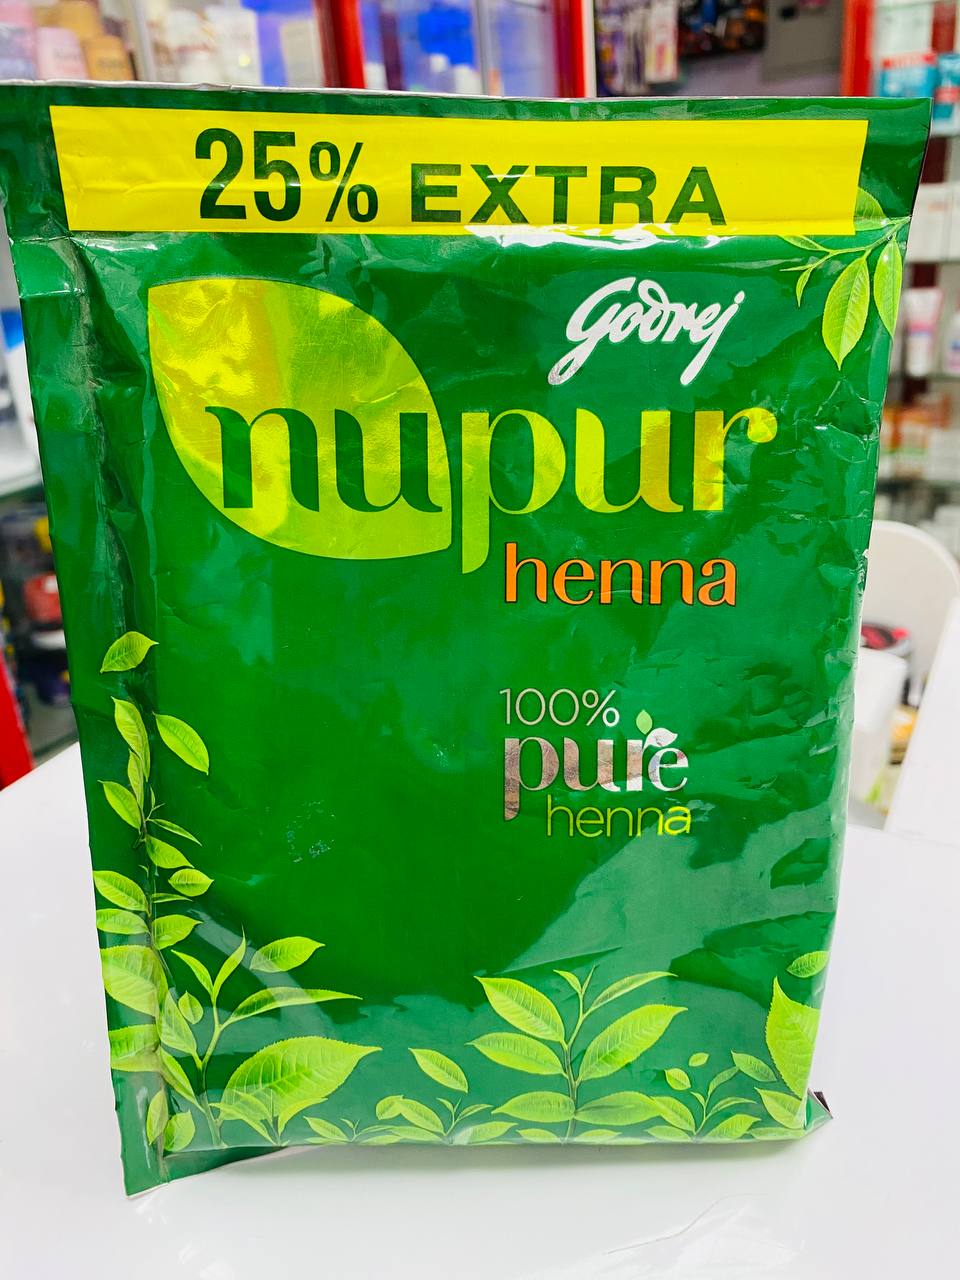 25% EXTRA
Godrej
nupur
henna
100%
pure
henna